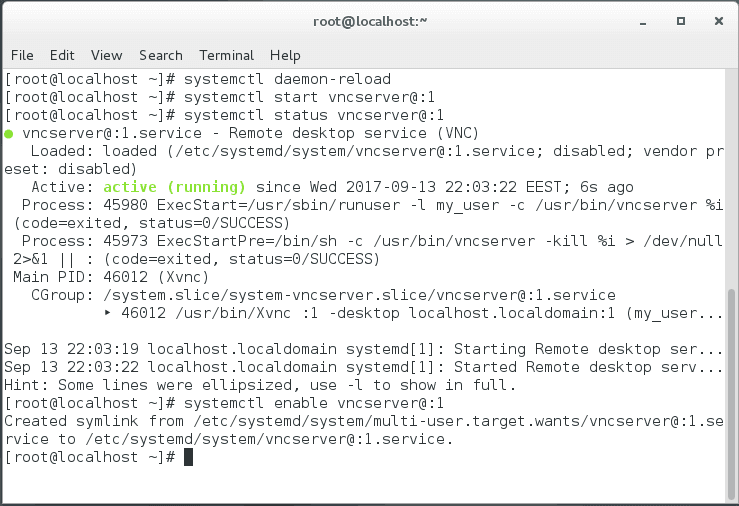 root@localhost:~
File Edit View Search Terminal Help
[root@localhost ~]# systemctl daemon-reload
[root@localhost ~]# systemctl start vncserver@:1
[root@localhost ~]# systemctl status vncserver@:1
● vncserver@:1.service - Remote desktop service (VNC)
   Loaded: loaded (/etc/systemd/system/vncserver@:1.service; disabled; vendor pr
eset: disabled)
   Active: active (running) since Wed 2017-09-13 22:03:22 EEST; 6s ago
  Process: 45980 ExecStart=/usr/sbin/runuser -l my_user -c /usr/bin/vncserver %i
 (code=exited, status=0/SUCCESS)
  Process: 45973 ExecStartPre=/bin/sh -c /usr/bin/vncserver -kill %i > /dev/null
 2>&1 || : (code=exited, status=0/SUCCESS)
 Main PID: 46012 (Xvnc)
   CGroup: /system.slice/system-vncserver.slice/vncserver@:1.service
           ‣ 46012 /usr/bin/Xvnc :1 -desktop localhost.localdomain:1 (my_user...
Sep 13 22:03:19 localhost.localdomain systemd[1]: Starting Remote desktop ser...
Sep 13 22:03:22 localhost.localdomain systemd[1]: Started Remote desktop serv...
Hint: Some lines were ellipsized, use -l to show in full.
[root@localhost ~]# systemctl enable vncserver@:1
Created symlink from /etc/systemd/system/multi-user.target.wants/vncserver@:1.se
rvice to /etc/systemd/system/vncserver@:1.service.
[root@localhost ~]#